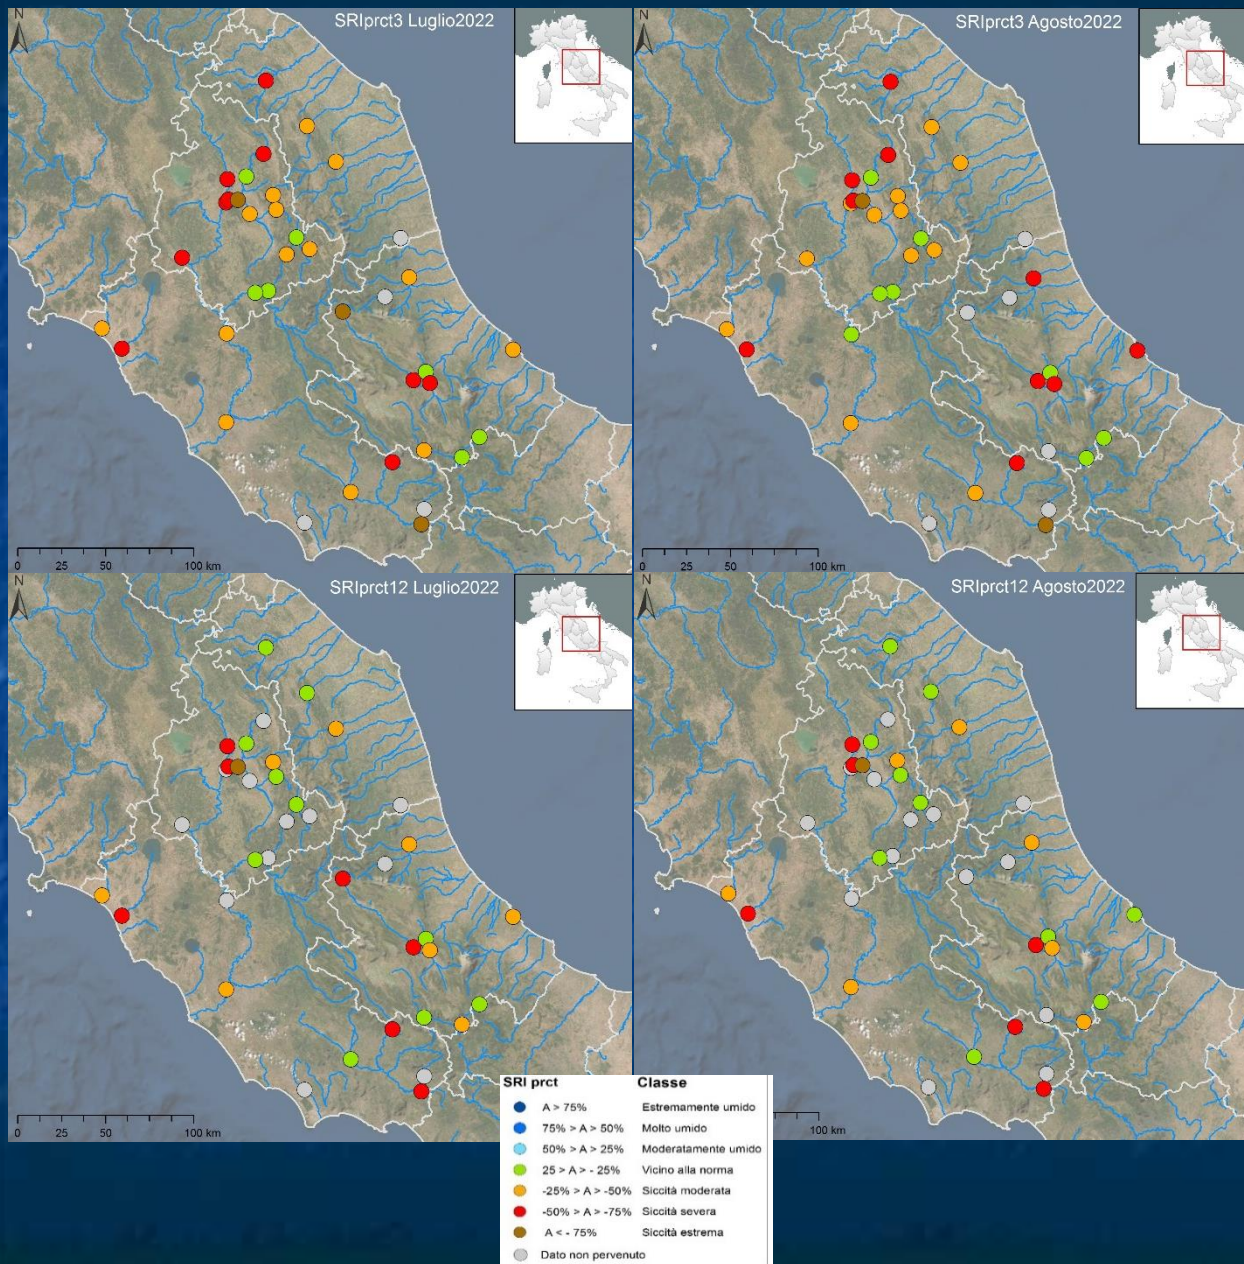 SRIprct3 Luglio2022
N
0 25 50 100 km
SRIprct3 Agosto2022
N
0 25 50 100 km
SRIprct12 Luglio2022
N
0 25 50 100 km
SRIprct12 Agosto2022
N
100 km
SRI prct Classe
A > 75% Estremamente umido
75% > A > 50% Molto umido
50% > A > 25% Moderatamente umido
25 > A > - 25% Vicino alla norma
-25% > A > -50% Siccità moderata
-50% > A > -75% Siccità severa
A < - 75% Siccità estrema
Dato non pervenuto